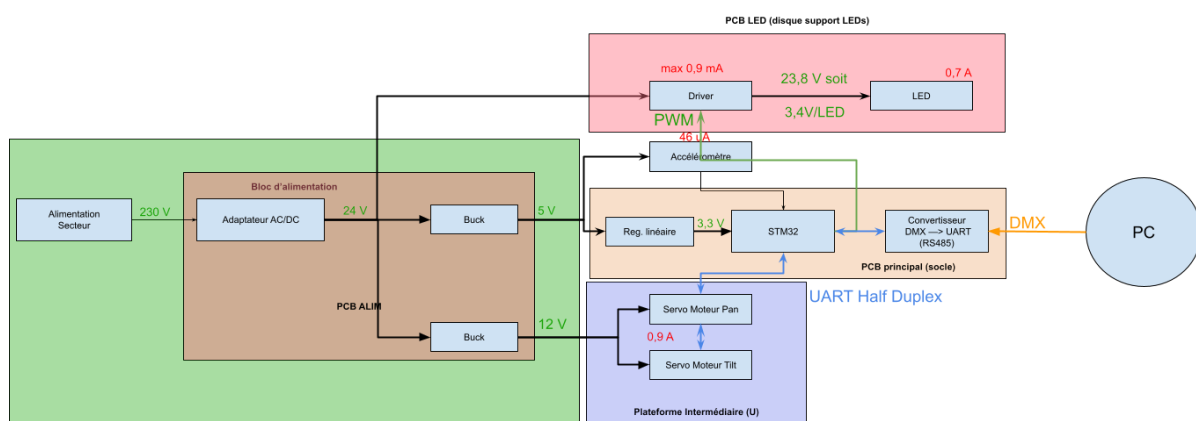 PCB LED (disque support LEDs)
max 0,9 mA
23,8 V soit
0,7 A
Driver
LED
PWM
3,4V/LED
46 uA
Accéléromètre
Bloc d'alimentation
Alimentation
Secteur
230 V
Adaptateur AC/DC
24 V
Buck
5 V
Reg. linéaire
3,3 V
STM32
Convertisseur
DMX —> UART
(RS485)
DMX
PC
PCB principal (socle)
PCB ALIM
UART Half Duplex
Buck
12 V
Servo Moteur Pan
0,9 A
Servo Moteur Tilt
Plateforme Intermédiaire (U)